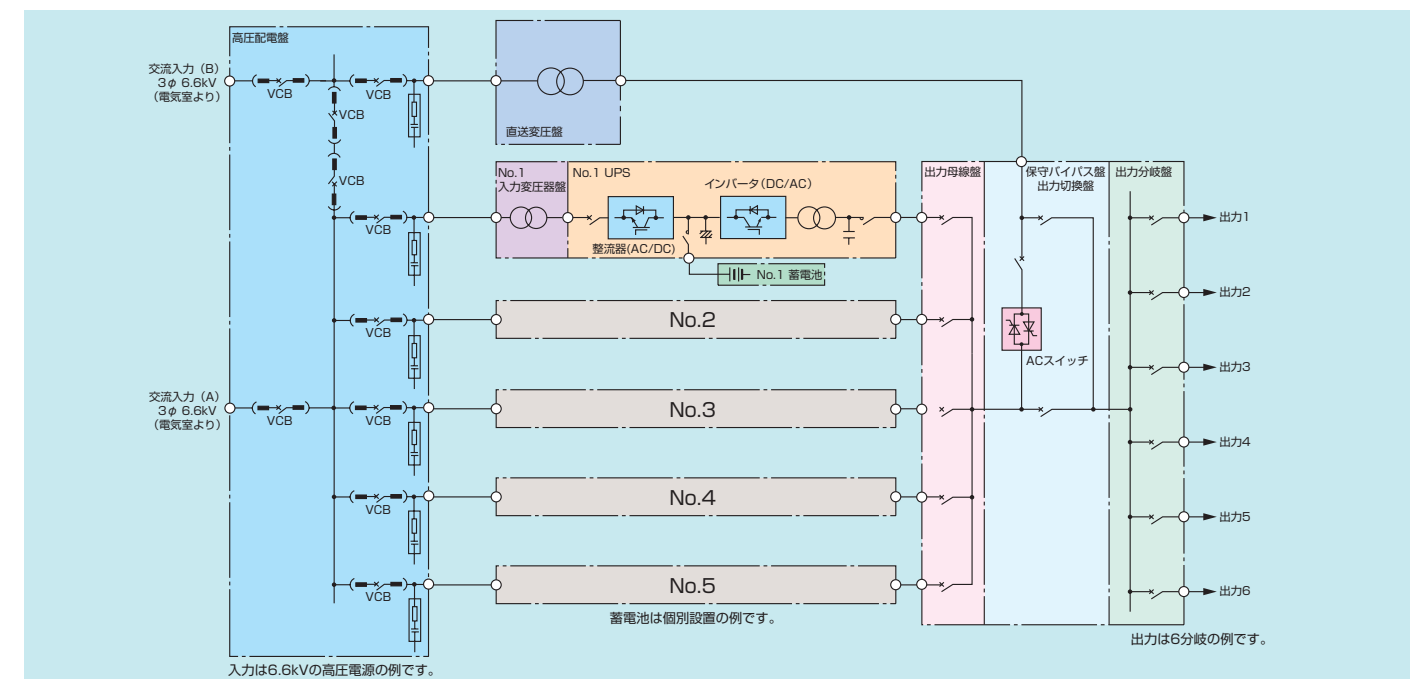 高圧配電盤
交流入力（B）
3φ 6.6kV
（電気室より）
VCB
VCB
VCB
VCB
直送変圧盤
No.1
入力変圧器盤
No.1 UPS
インバータ（DC/AC）
整流器(AC/DC)
No.1 蓄電池
VCB
出力母線盤
保守バイパス盤
出力切換盤
出力分岐盤
出力1
No.2
VCB
出力2
ACスイッチ
出力3
交流入力（A）
3φ 6.6kV
（電気室より）
VCB
VCB
No.3
出力4
No.4
VCB
出力5
No.5
VCB
出力6
蓄電池は個別設置の例です。
出力は6分岐の例です。
入力は6.6kVの高圧電源の例です。